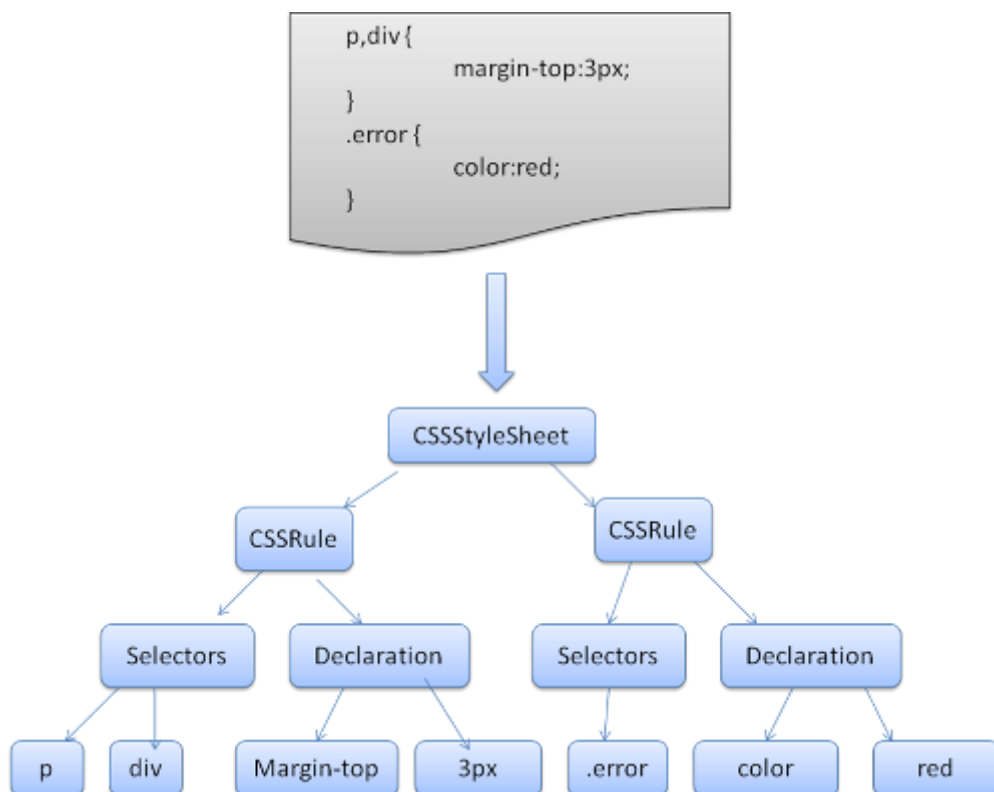 p,div {
margin-top:3px;
}
.error {
color:red;
}
CSSStyleSheet
CSSRule
CSSRule
Selectors
Declaration
Selectors
Declaration
p
div
Margin-top
3px
.error
color
red